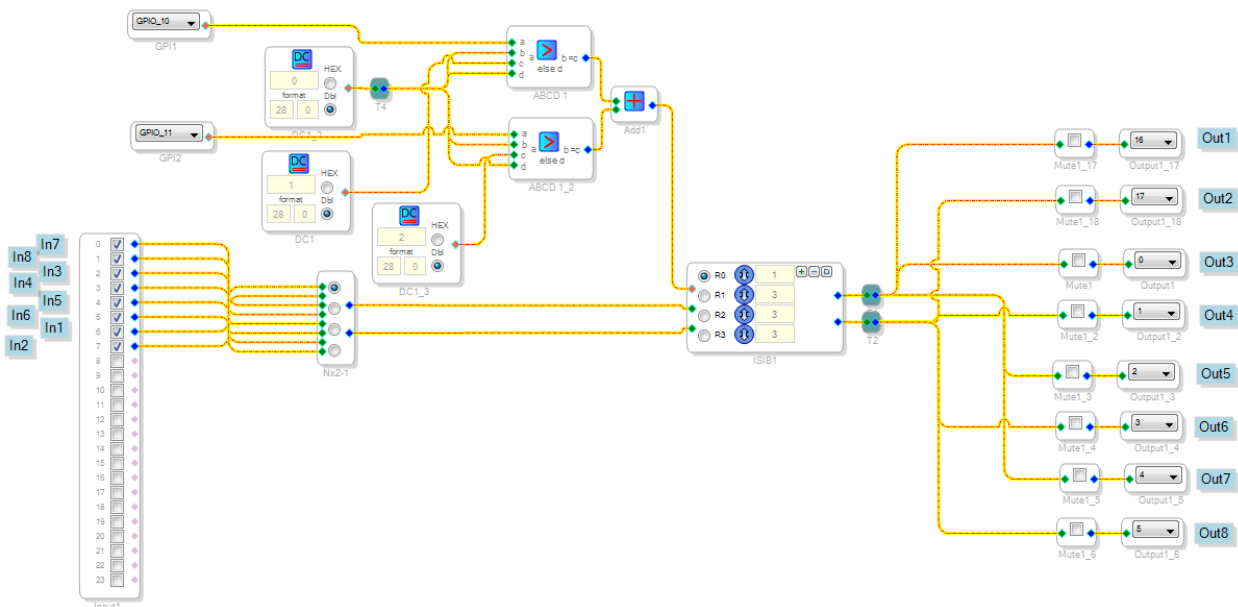 GPIO_10
GPI1
DC
HEX
0
format
Dbl
28 0
DC1_2
T4
a
b
c
d
a > b =c
else d
ABCD 1
Add1
GPIO_11
GPI2
a
b
c
d
a > b =c
else d
ABCD 1_2
DC
HEX
1
format
Dbl
28 0
DC1
DC
HEX
2
format
Dbl
28 0
DC1_3
In7
In8
In3
In4
In5
In6
In1
In2
0
1
2
3
4
5
6
7
8
9
10
11
12
13
14
15
16
17
18
19
20
21
22
23
Input1
Nx2-1
R0 1
R1 3
R2 3
R3 3
ISIB1
T2
16 Out1
Mute1_17 Output1_17
17 Out2
Mute1_18 Output1_18
0 Out3
Mute1 Output1
1 Out4
Mute1_2 Output1_2
2 Out5
Mute1_3 Output1_3
3 Out6
Mute1_4 Output1_4
4 Out7
Mute1_5 Output1_5
5 Out8
Mute1_6 Output1_6